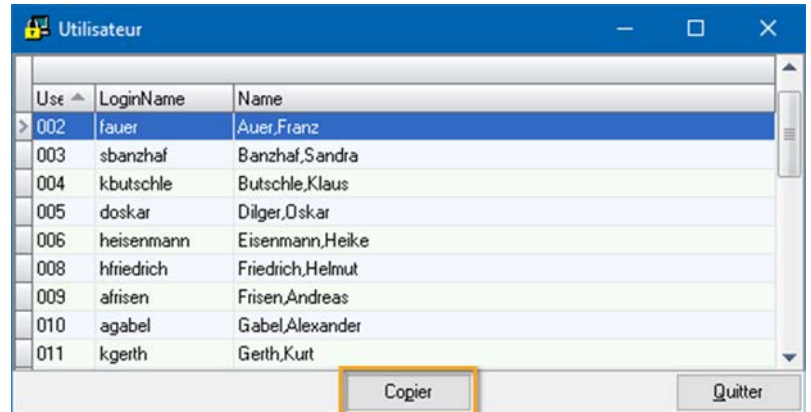 Utilisateur
Use LoginName Name
002 fauer Auer,Franz
003 sbanzhaf Banzhaf,Sandra
004 kbutschle Butschle,Klaus
005 doskar Dilger,Oskar
006 heisenmann Eisenmann,Heike
008 hfriedrich Friedrich,Helmut
009 afrisen Frisen,Andreas
010 agabel Gabel,Alexander
011 kgerth Gerth,Kurt
Copier Quitter